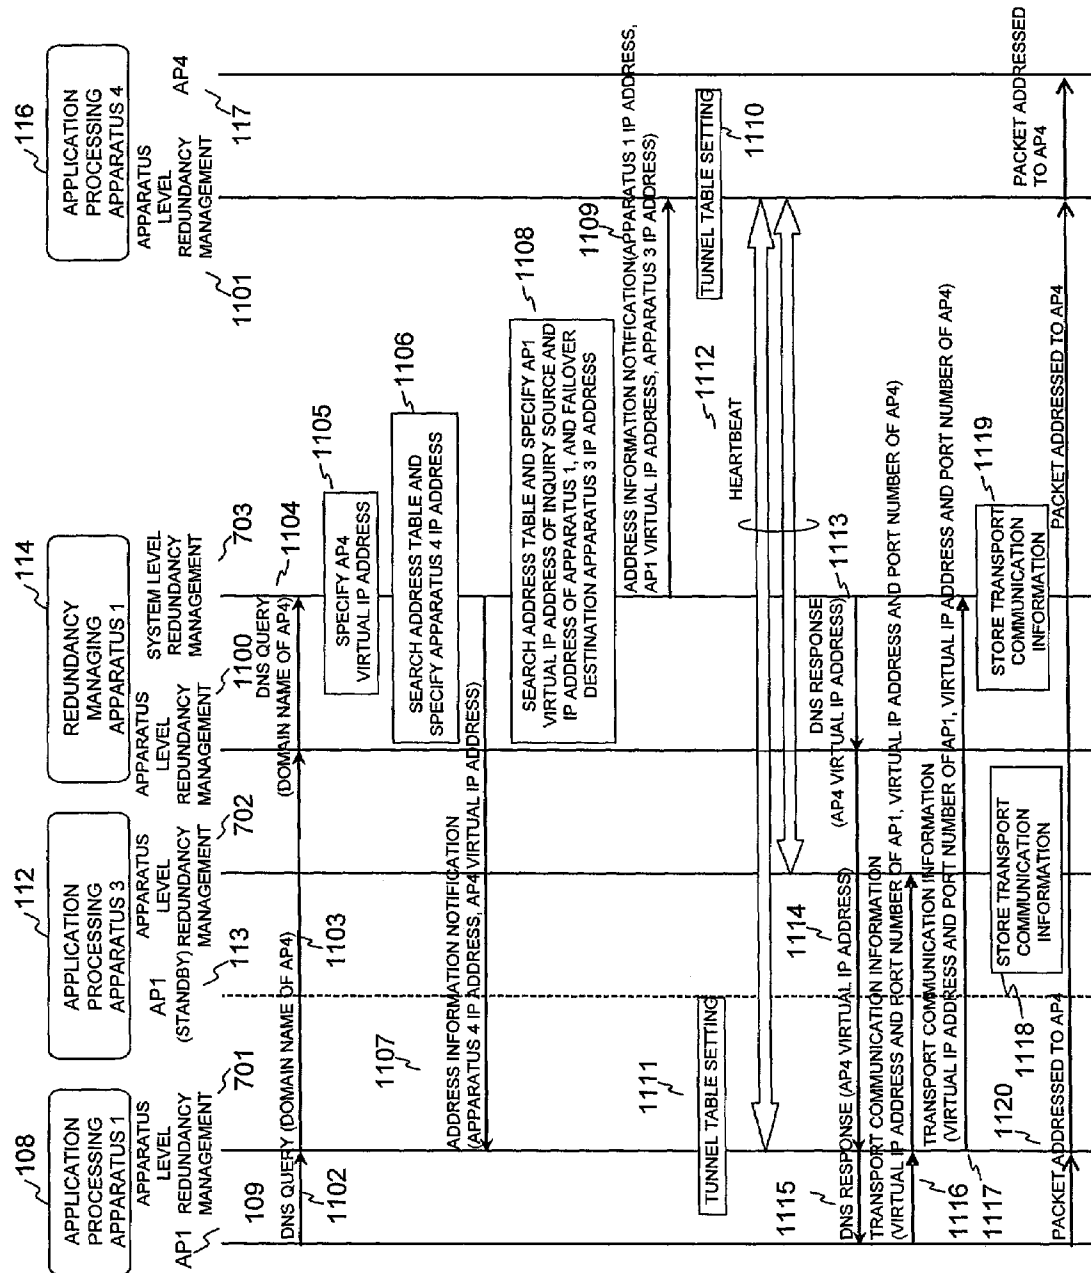 108
APPLICATION
PROCESSING
APPARATUS 1
112
APPLICATION
PROCESSING
APPARATUS 3
114
REDUNDANCY
MANAGING
APPARATUS 1
116
APPLICATION
PROCESSING
APPARATUS 4
AP1
109
APPARATUS
LEVEL
REDUNDANCY
MANAGEMENT
701
AP1
(STANDBY)
113
APPARATUS
LEVEL
REDUNDANCY
MANAGEMENT
702
APPARATUS
LEVEL
REDUNDANCY
MANAGEMENT
1100
SYSTEM LEVEL
REDUNDANCY
MANAGEMENT
703
APPARATUS
LEVEL
REDUNDANCY
MANAGEMENT
1101
AP4
117
DNS QUERY (DOMAIN NAME OF AP4)
1102
1103
DNS QUERY
(DOMAIN NAME OF AP4)
1104
SPECIFY AP4
VIRTUAL IP ADDRESS
1105
SEARCH ADDRESS TABLE AND
SPECIFY APPARATUS 4 IP ADDRESS
1106
1107
ADDRESS INFORMATION NOTIFICATION
(APPARATUS 4 IP ADDRESS, AP4 VIRTUAL IP ADDRESS)
SEARCH ADDRESS TABLE AND SPECIFY AP1
VIRTUAL IP ADDRESS OF INQUIRY SOURCE AND
IP ADDRESS OF APPARATUS 1, AND FAILOVER
DESTINATION APPARATUS 3 IP ADDRESS
1108
1109
ADDRESS INFORMATION NOTIFICATION(APPARATUS 1 IP ADDRESS,
AP1 VIRTUAL IP ADDRESS, APPARATUS 3 IP ADDRESS)
1111
TUNNEL TABLE SETTING
TUNNEL TABLE SETTING
1110
1112
HEARTBEAT
DNS RESPONSE
(AP4 VIRTUAL IP ADDRESS)
1113
1114
1115
DNS RESPONSE (AP4 VIRTUAL IP ADDRESS)
TRANSPORT COMMUNICATION INFORMATION
(VIRTUAL IP ADDRESS AND PORT NUMBER OF AP1, VIRTUAL IP ADDRESS AND PORT NUMBER OF AP4)
1116
1117
TRANSPORT COMMUNICATION INFORMATION
(VIRTUAL IP ADDRESS AND PORT NUMBER OF AP1, VIRTUAL IP ADDRESS AND PORT NUMBER OF AP4)
STORE TRANSPORT
COMMUNICATION
INFORMATION
1118
STORE TRANSPORT
COMMUNICATION
INFORMATION
1119
1120
PACKET ADDRESSED TO AP4
PACKET ADDRESSED TO AP4
PACKET ADDRESSED
TO AP4